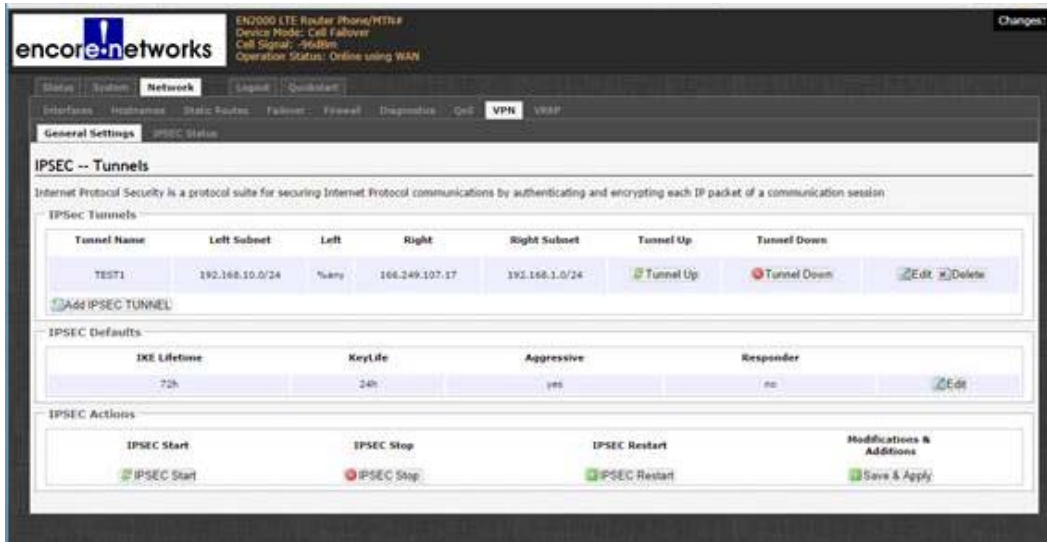 EN2000 LTE Router Phone/MTN#
Device Mode: Cell Failover
Cell Signal: -96dBm
Operation Status: Online using WAN
Changes:
encore networks
Status System Network Logout Quickstart
Interfaces Hostnames Static Routes Failover Firewall Diagnostics QoS VPN VRRP
General Settings IPSEC Status
IPSEC -- Tunnels
Internet Protocol Security is a protocol suite for securing Internet Protocol communications by authenticating and encrypting each IP packet of a communication session
IPSec Tunnels
Tunnel Name Left Subnet Left Right Right Subnet Tunnel Up Tunnel Down
TEST1 192.168.10.0/24 %any 166.249.107.17 192.168.1.0/24 Tunnel Up Tunnel Down Edit Delete
Add IPSEC TUNNEL
IPSEC Defaults
IKE Lifetime KeyLife Aggressive Responder
72h 24h yes no Edit
IPSEC Actions
IPSEC Start IPSEC Stop IPSEC Restart Modifications & Additions
IPSEC Start IPSEC Stop IPSEC Restart Save & Apply